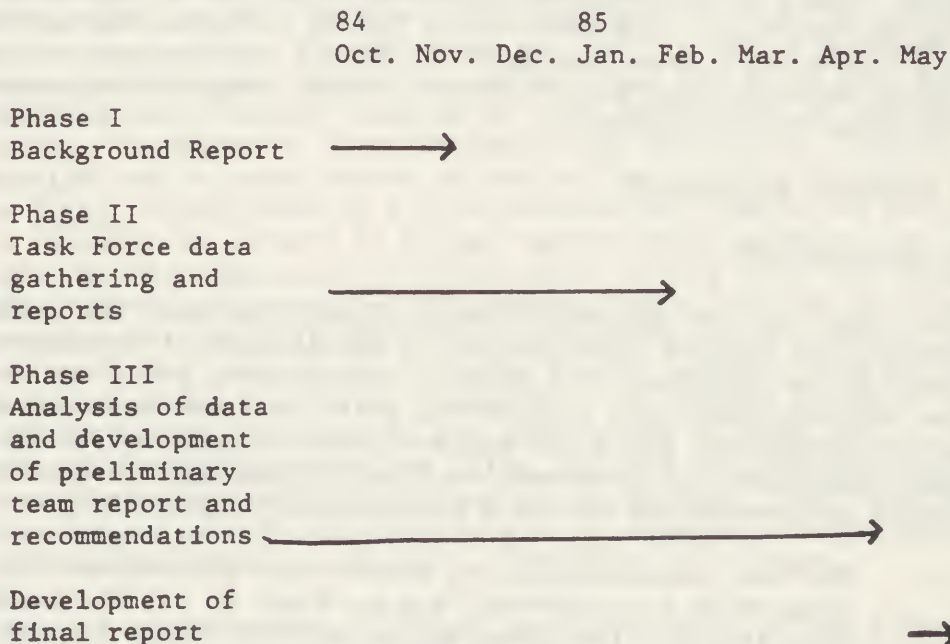 84 85
Oct. Nov. Dec. Jan. Feb. Mar. Apr. May
Phase I
Background Report
Phase II
Task Force data
gathering and
reports
Phase III
Analysis of data
and development
of preliminary
team report and
recommendations
Development of
final report